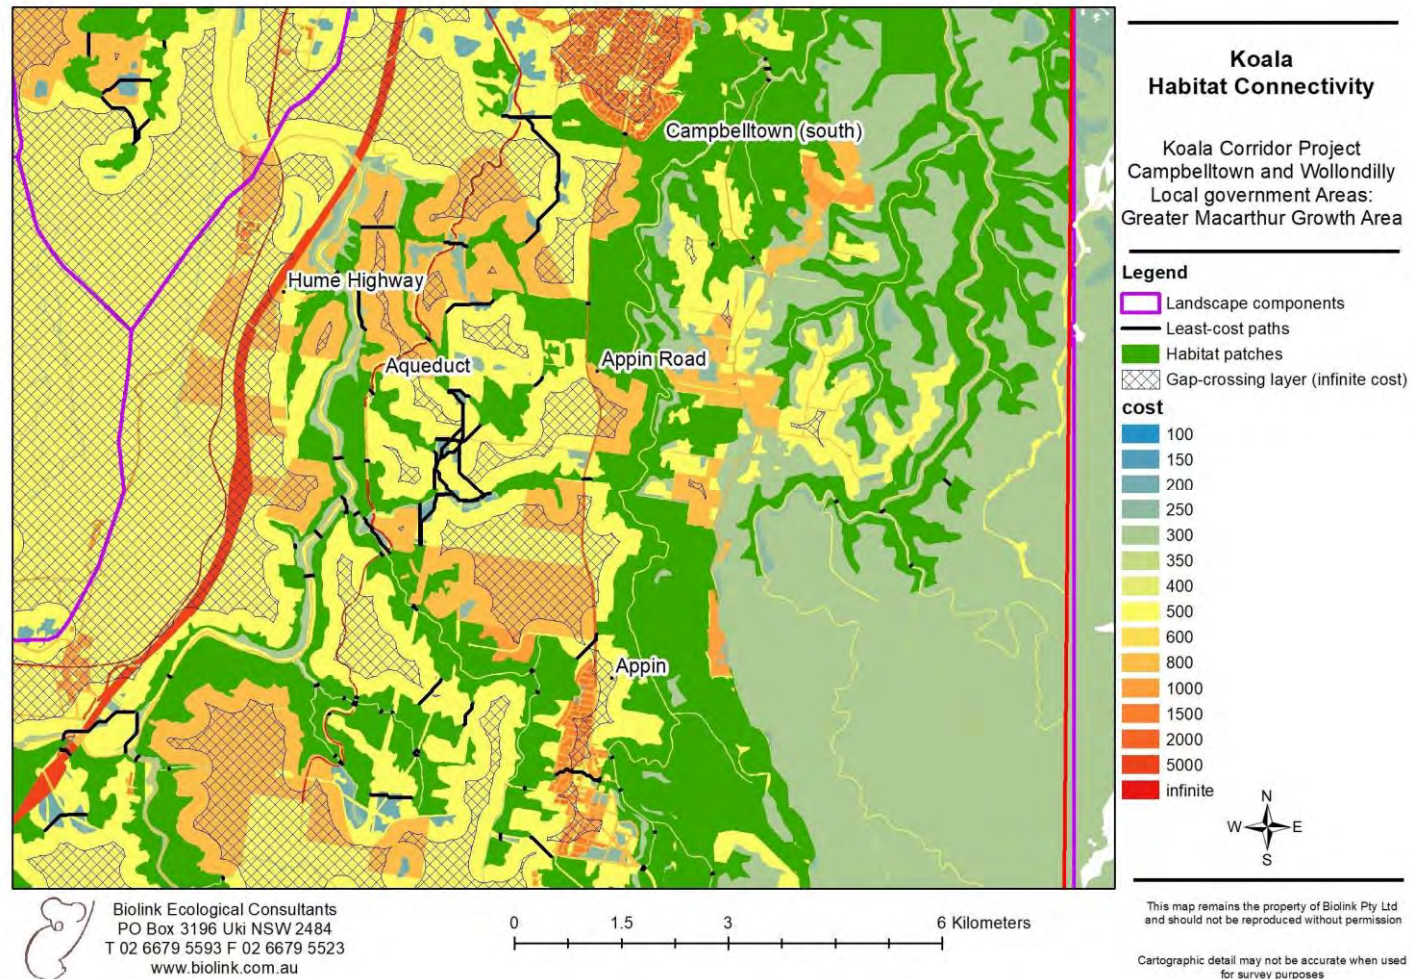 Campbelltown (south)
Hume Highway
Aqueduct
Appin Road
Appin
Koala
Habitat Connectivity
Koala Corridor Project
Campbelltown and Wollondilly
Local government Areas:
Greater Macarthur Growth Area
Legend
Landscape components
Least-cost paths
Habitat patches
Gap-crossing layer (infinite cost)
cost
100
150
200
250
300
350
400
500
600
800
1000
1500
2000
5000
infinite
N
W E
S
This map remains the property of Biolink Pty Ltd
and should not be reproduced without permission
Cartographic detail may not be accurate when used
for survey purposes
Biolink Ecological Consultants
PO Box 3196 Uki NSW 2484
T 02 6679 5593 F 02 6679 5523
www.biolink.com.au
0 1.5 3 6 Kilometers